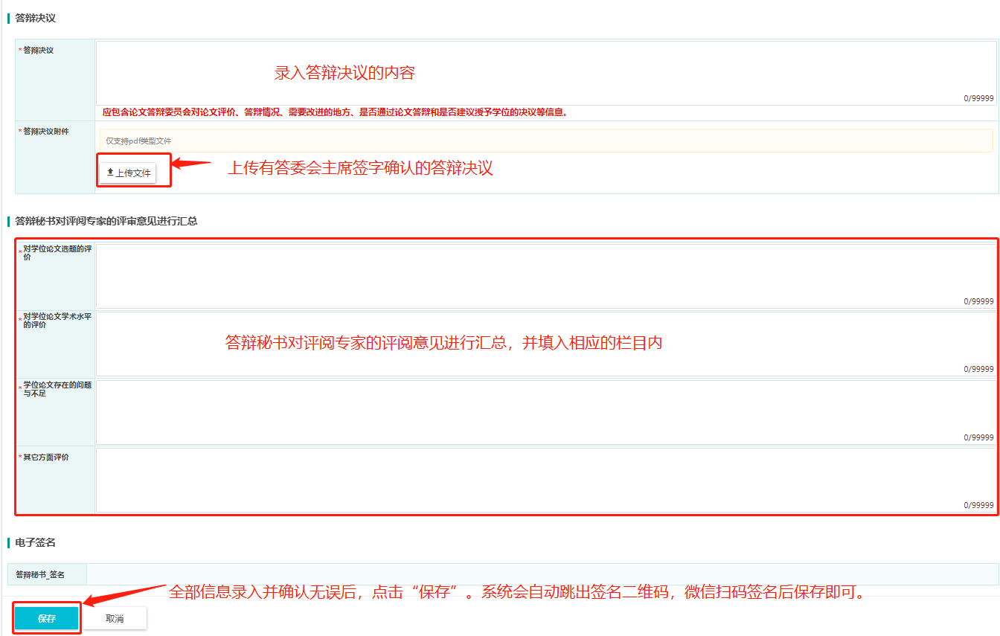 答辩决议
*答辩决议
录入答辩决议的内容
0/99999
应包含论文答辩委员会对论文评价、答辩情况、需要改进的地方、是否通过论文答辩和是否建议授予学位的决议等信息。
*答辩决议附件
仅支持pdf类型文件
上传文件
上传有答委会主席签字确认的答辩决议
答辩秘书对评阅专家的评审意见进行汇总
*对学位论文选题的评
价
0/99999
*对学位论文学术水平
的评价
答辩秘书对评阅专家的评阅意见进行汇总，并填入相应的栏目内
0/99999
*学位论文存在的问题
与不足
0/99999
*其它方面评价
0/99999
电子签名
答辩秘书_签名
全部信息录入并确认无误后，点击“保存”。系统会自动跳出签名二维码，微信扫码签名后保存即可。
保存
取消